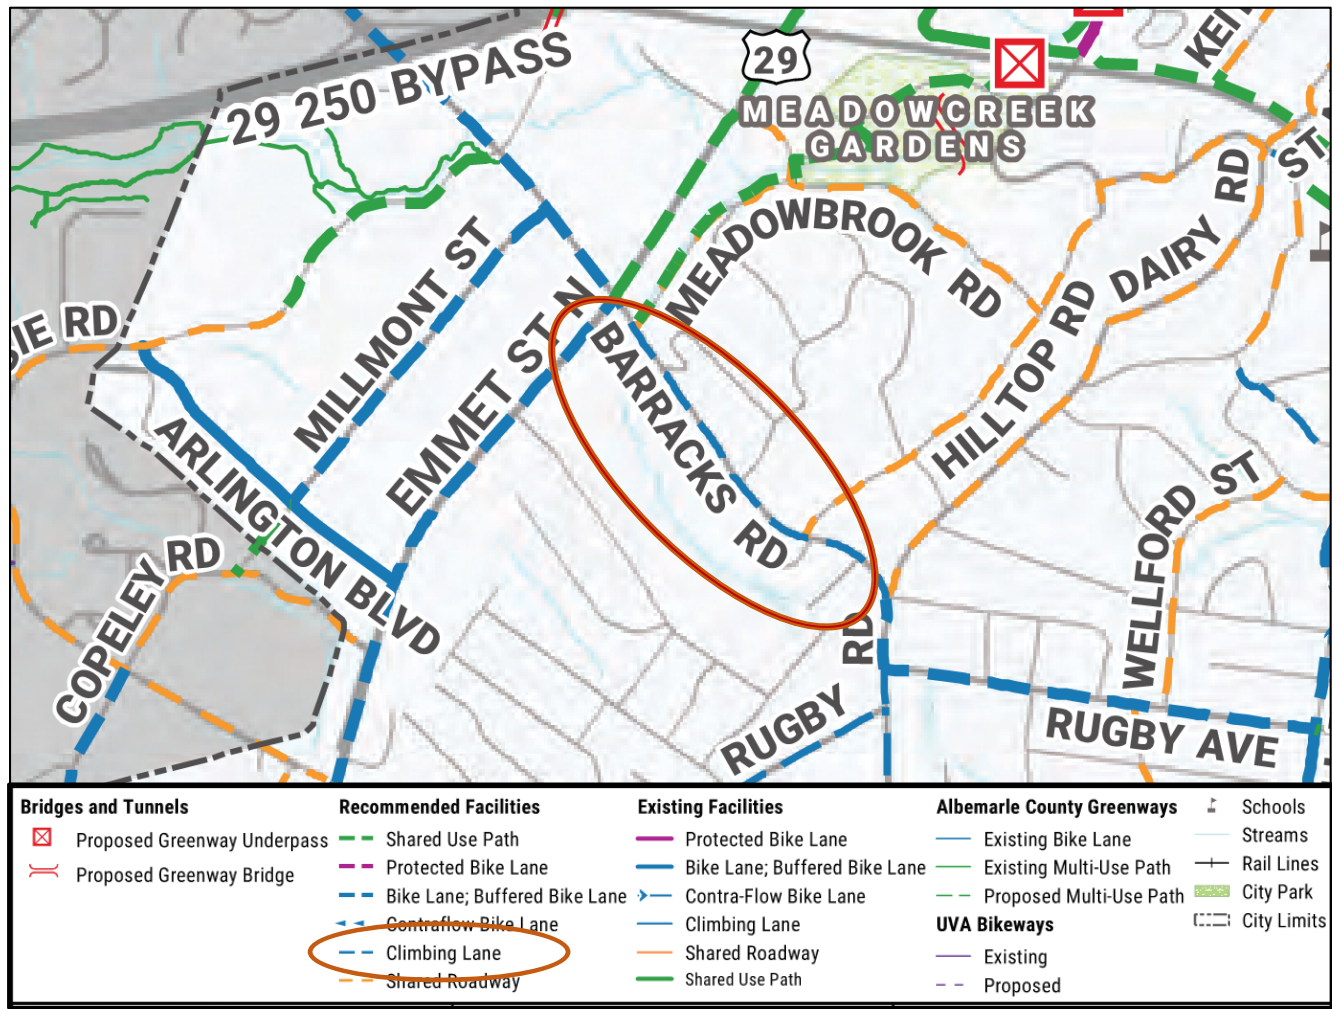 29 250 BYPASS
29
KEI
MEADOWCREEK
GARDENS
ST
RD
DAIRY
MEADOWBROOK RD
HILLTOP RD
MILLMONT ST
EMMET ST N
BARRACKS RD
SIE RD
ARLINGTON BLVD
COPELEY RD
WELLFORD ST
RD
RUGBY
RUGBY AVE
Bridges and Tunnels
Proposed Greenway Underpass
Proposed Greenway Bridge
Recommended Facilities
Shared Use Path
Protected Bike Lane
Bike Lane; Buffered Bike Lane
Contraflow Bike Lane
Climbing Lane
Shared Roadway
Existing Facilities
Protected Bike Lane
Bike Lane; Buffered Bike Lane
Contra-Flow Bike Lane
Climbing Lane
Shared Roadway
Shared Use Path
Albemarle County Greenways
Existing Bike Lane
Existing Multi-Use Path
Proposed Multi-Use Path
UVA Bikeways
Existing
Proposed
Schools
Streams
Rail Lines
City Park
City Limits